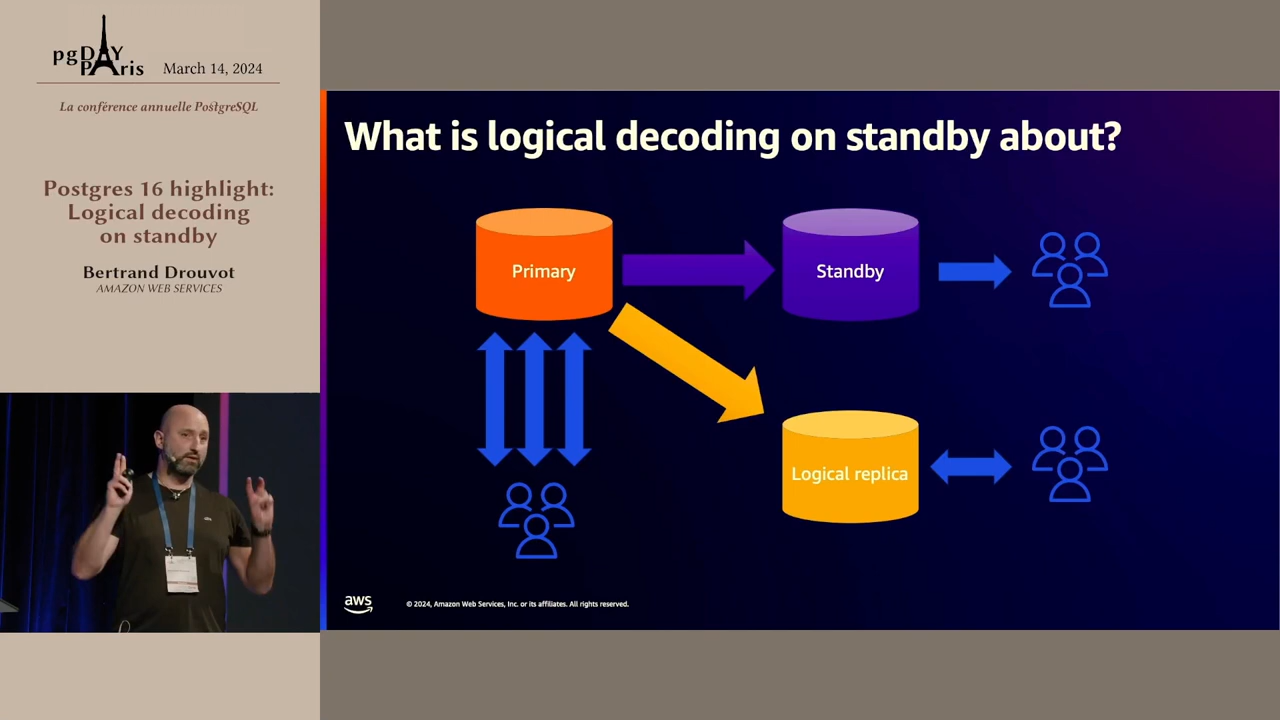 pgDAY
PAris
March 14, 2024
La conférence annuelle PostgreSQL
Postgres 16 highlight:
Logical decoding
on standby
Bertrand Drouvot
AMAZON WEB SERVICES
What is logical decoding on standby about?
Primary
Standby
Logical replica
aws
© 2024, Amazon Web Services, Inc. or its affiliates. All rights reserved.